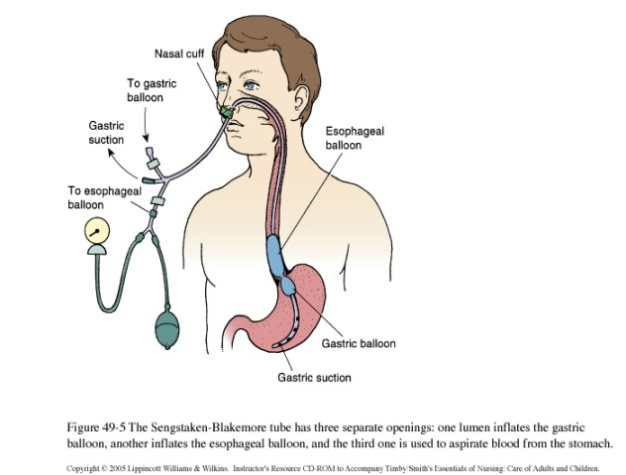 Nasal cuff
To gastric
balloon
Gastric
suction
Esophageal
balloon
To esophageal
balloon
Gastric balloon
Gastric suction
Figure 49-5 The Sengstaken-Blakemore tube has three separate openings: one lumen inflates the gastric
balloon, another inflates the esophageal balloon, and the third one is used to aspirate blood from the stomach.
Copyright © 2005 Lippincott Williams & Wilkins. Instructor's Resource CD-ROM to Accompany Timby/Smith's Essentials of Nursing: Care of Adults and Children.